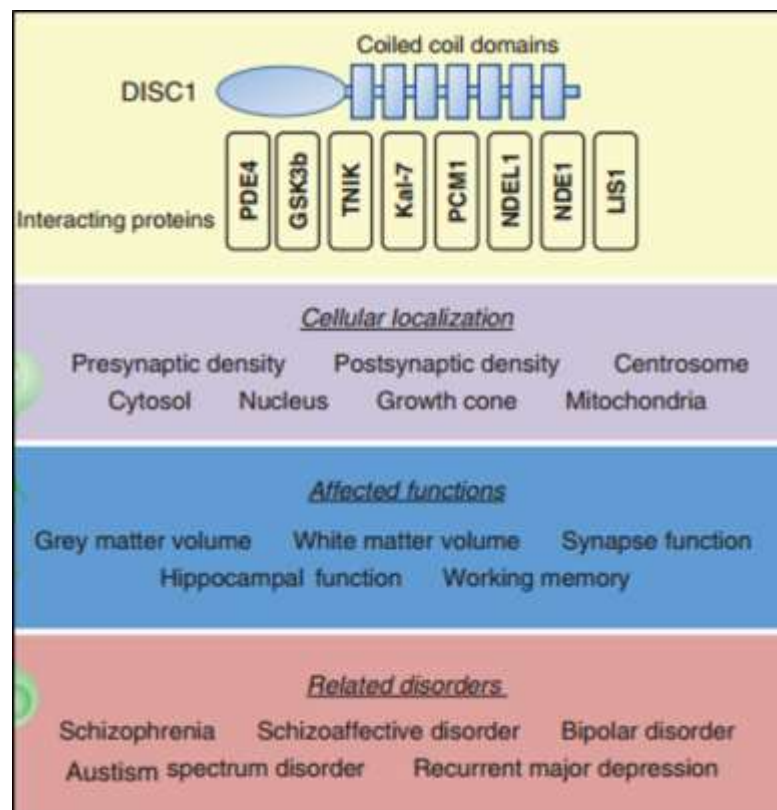 Coiled coil domains
DISC1
PDE4
GSK3b
TNIK
Kal-7
PCM1
NDEL1
NDE1
LIS1
Interacting proteins
Cellular localization
Presynaptic density Postsynaptic density Centrosome
Cytosol Nucleus Growth cone Mitochondria
Affected functions
Grey matter volume White matter volume Synapse function
Hippocampal function Working memory
Related disorders
Schizophrenia Schizoaffective disorder Bipolar disorder
Austism spectrum disorder Recurrent major depression